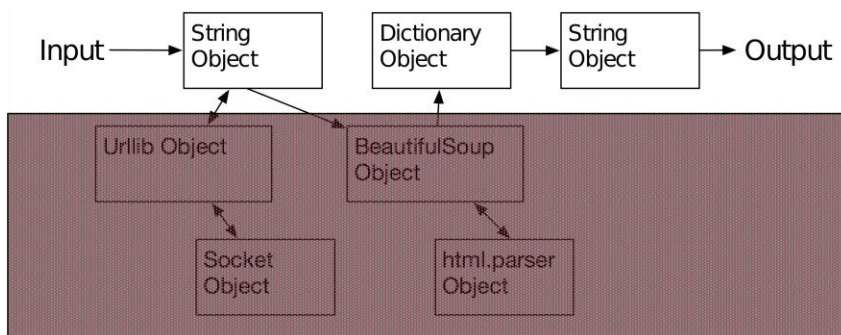 Input
String
Object
Dictionary
Object
String
Object
Output
Urllib Object
BeautifulSoup
Object
Socket
Object
html.parser
Object